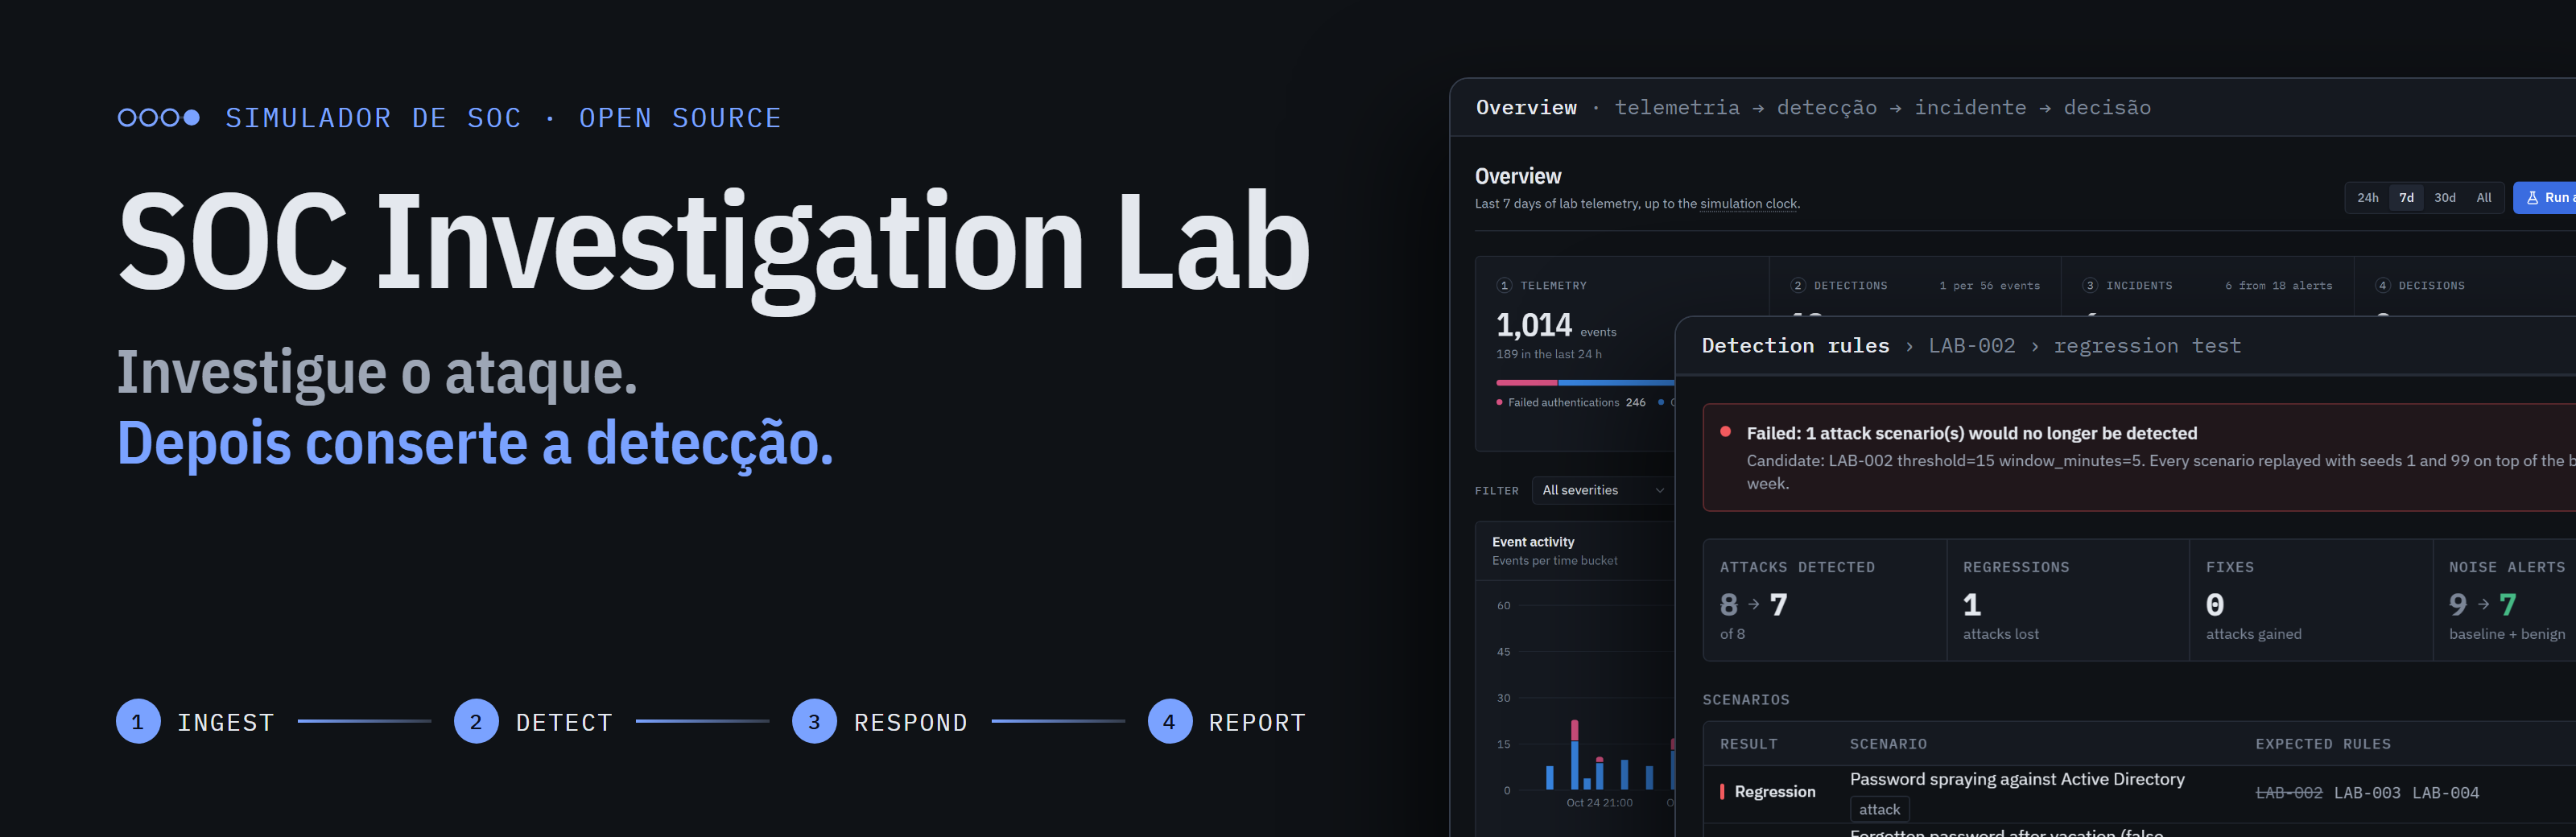 SIMULADOR DE SOC · OPEN SOURCE
SOC Investigation Lab
Investigue o ataque.
Depois conserte a detecção.
1 INGEST
2 DETECT
3 RESPOND
4 REPORT
Overview · telemetria → detecção → incidente → decisão
Overview
Last 7 days of lab telemetry, up to the simulation clock.
24h 7d 30d All
Run
1 TELEMETRY
1,014 events
189 in the last 24 h
Failed authentications 246
2 DETECTIONS 1 per 56 events
3 INCIDENTS 6 from 18 alerts
4 DECISIONS
FILTER All severities
Event activity
Events per time bucket
60
45
30
15
0
Oct 24 21:00
Detection rules › LAB-002 › regression test
Failed: 1 attack scenario(s) would no longer be detected
Candidate: LAB-002 threshold=15 window_minutes=5. Every scenario replayed with seeds 1 and 99 on top of the
week.
ATTACKS DETECTED
8 → 7
of 8
REGRESSIONS
1
attacks lost
FIXES
0
attacks gained
NOISE ALERTS
9 → 7
baseline + benign
SCENARIOS
RESULT SCENARIO EXPECTED RULES
Regression Password spraying against Active Directory LAB-002 LAB-003 LAB-004
attack
Forgotten password after vacation (false